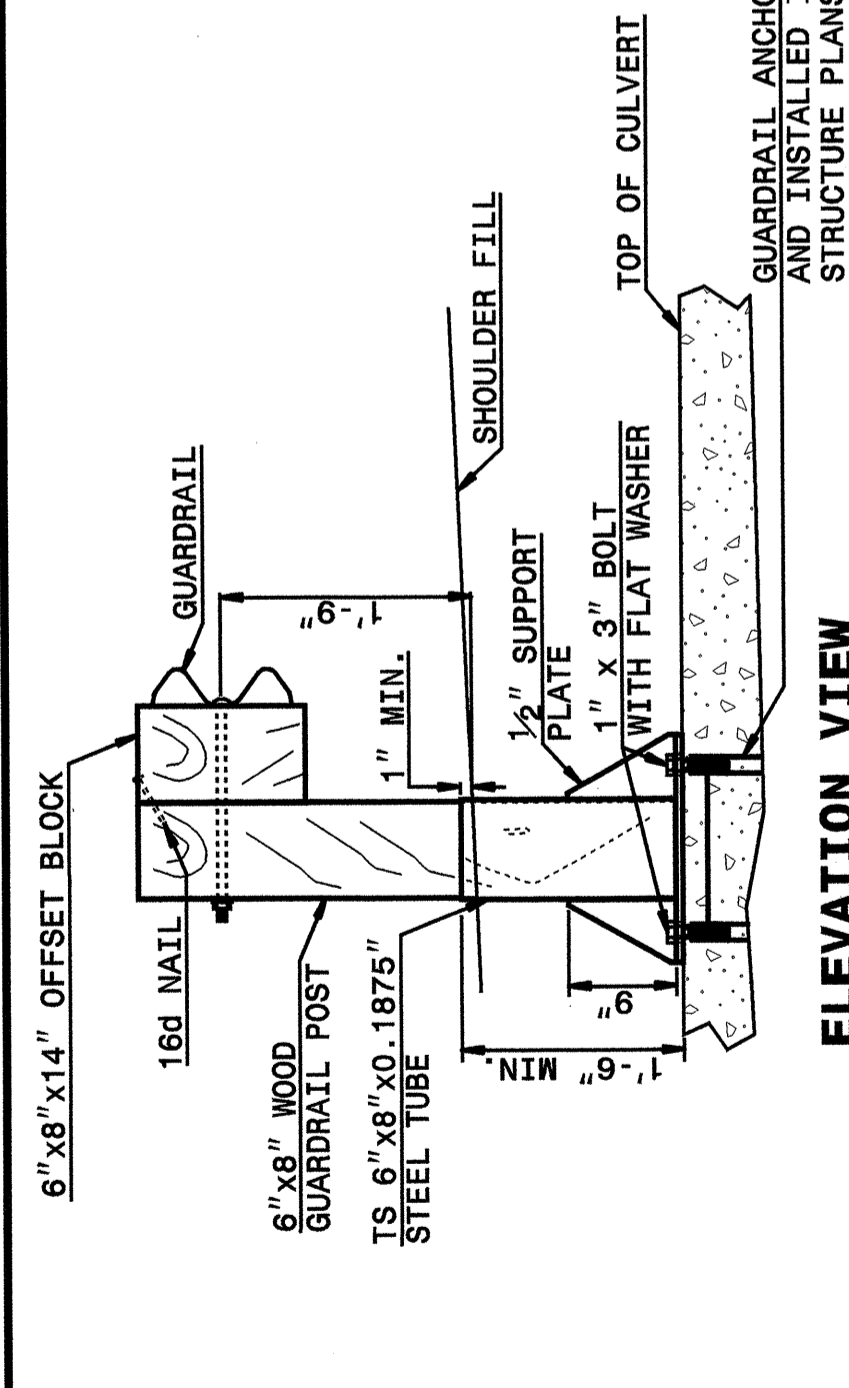 6"x8"x14" OFFSET BLOCK
16d NAIL
GUARDRAIL
6"x8" WOOD
GUARDRAIL POST
1'-9"
1" MIN.
TS 6"x8"x0.1875"
STEEL TUBE
SHOULDER FILL
1/2" SUPPORT
PLATE
1" x 3" BOLT
WITH FLAT WASHER
9"
1'-6" MIN.
TOP OF CULVERT
GUARDRAIL
AND INSTALLED
STRUCTURE PLANS
ELEVATION VIEW